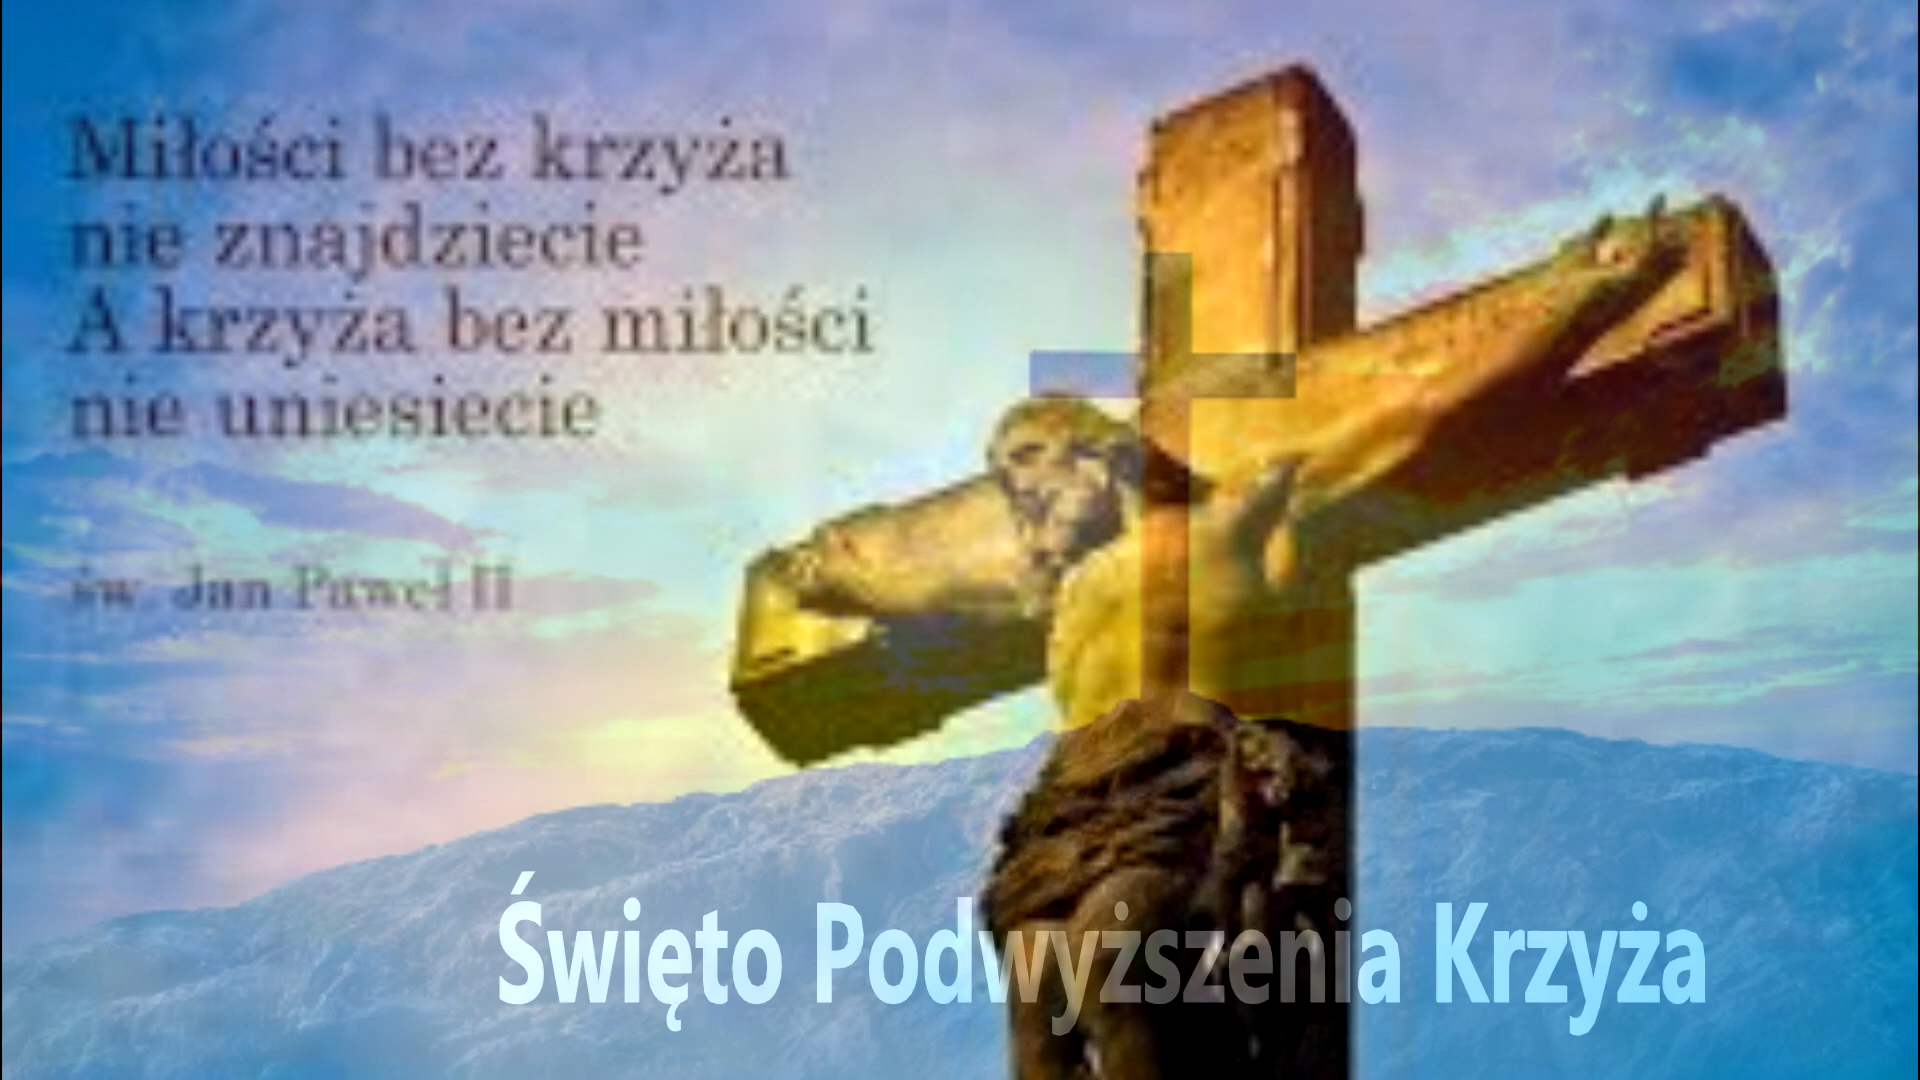 Miłości bez krzyża
nie znajdziecie
A krzyża bez miłości
nie uniesiecie
św. Jan Paweł II
Święto Podwyższenia Krzyża